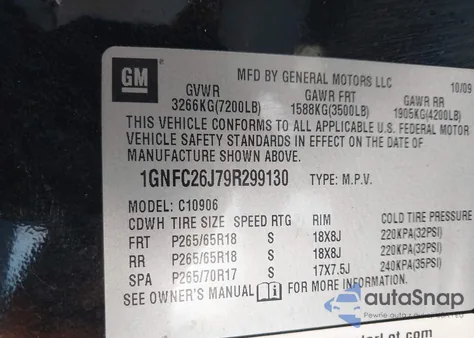 MFD BY GENERAL MOTORS LLC 10/09
GM
GVWR GAWR FRT GAWR RR
3266KG(7200LB) 1588KG(3500LB) 1905KG(4200LB)
THIS VEHICLE CONFORMS TO ALL APPLICABLE U.S. FEDERAL MOTOR
VEHICLE SAFETY STANDARDS IN EFFECT ON THE DATE OF
MANUFACTURE SHOWN ABOVE.
1GNFC26J79R299130 TYPE: M.P.V.
MODEL: C10906
CDWH TIRE SIZE SPEED RTG RIM COLD TIRE PRESSURE
FRT P265/65R18 S 18X8J 220KPA(32PSI)
RR P265/65R18 S 18X8J 220KPA(32PSI)
SPA P265/70R17 S 17X7.5J 240KPA(35PSI)
SEE OWNER'S MANUAL FOR MORE INFORMATION.
autoSnap